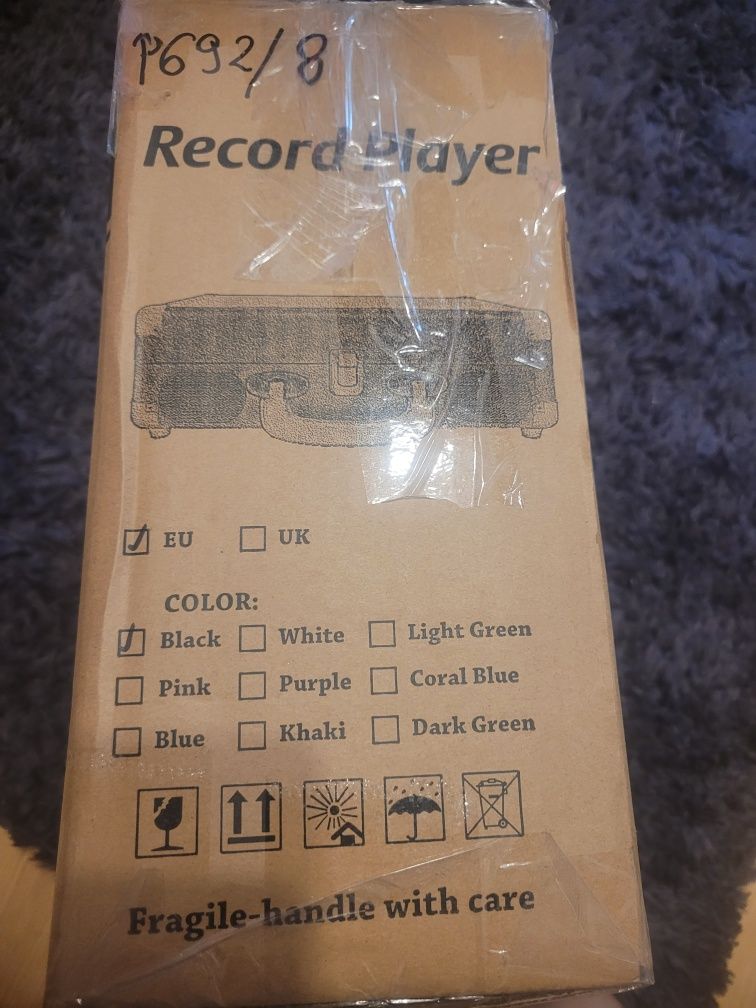 P692/8
Record Player
EU UK
COLOR:
Black White Light Green
Pink Purple Coral Blue
Blue Khaki Dark Green
Fragile-handle with care